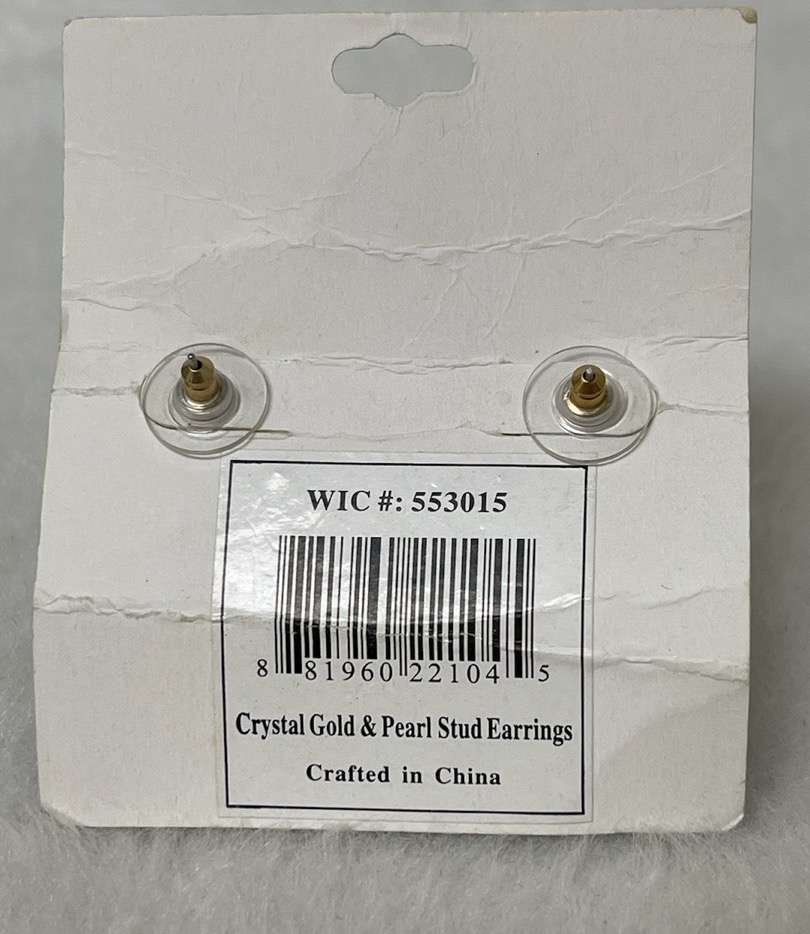 WIC #: 553015
8 81960 22104 5
Crystal Gold & Pearl Stud Earrings
Crafted in China